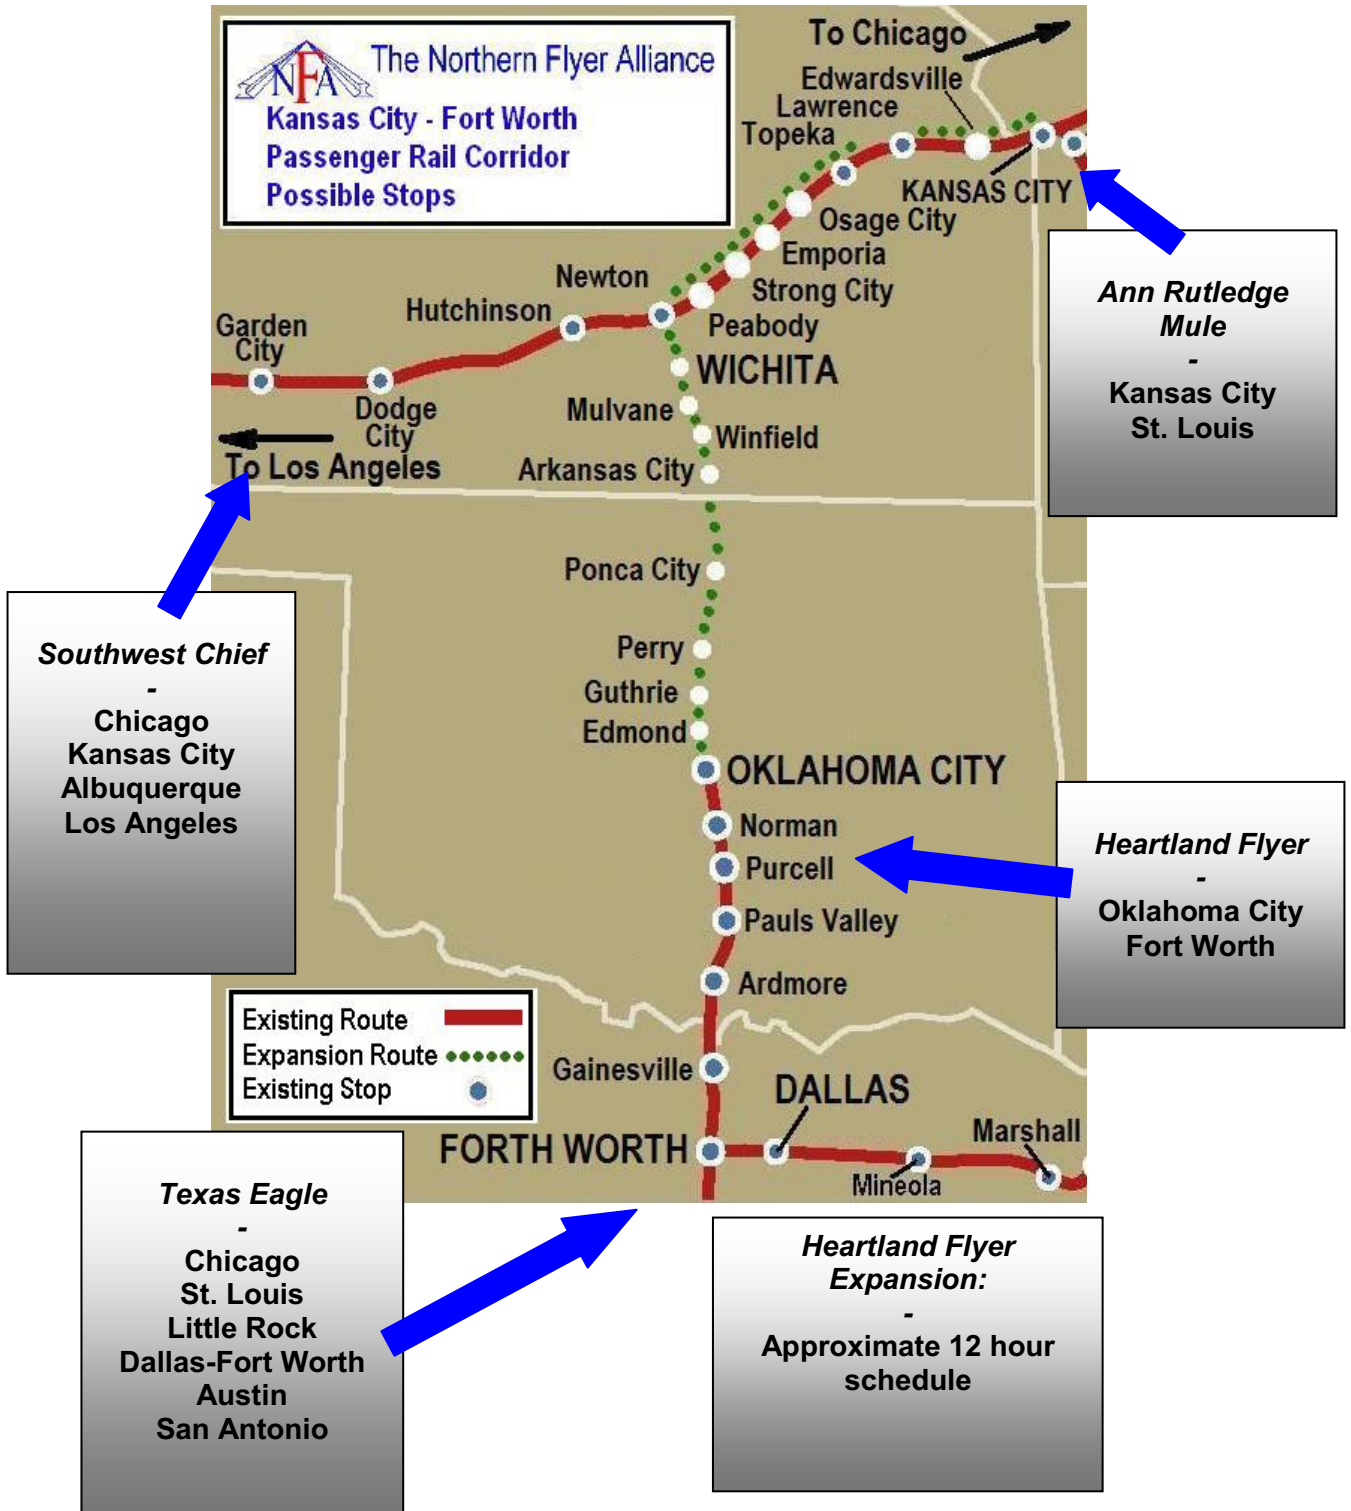 NFA
The Northern Flyer Alliance
Kansas City - Fort Worth
Passenger Rail Corridor
Possible Stops
To Chicago
Edwardsville
Lawrence
Topeka
KANSAS CITY
Osage City
Emporia
Strong City
Peabody
Newton
Hutchinson
Garden
City
Dodge
City
To Los Angeles
WICHITA
Mulvane
Winfield
Arkansas City
Ponca City
Perry
Guthrie
Edmond
OKLAHOMA CITY
Norman
Purcell
Pauls Valley
Ardmore
Gainesville
DALLAS
FORTH WORTH
Mineola
Marshall
Existing Route
Expansion Route
Existing Stop
Ann Rutledge
Mule
-
Kansas City
St. Louis
Southwest Chief
-
Chicago
Kansas City
Albuquerque
Los Angeles
Heartland Flyer
-
Oklahoma City
Fort Worth
Texas Eagle
-
Chicago
St. Louis
Little Rock
Dallas-Fort Worth
Austin
San Antonio
Heartland Flyer
Expansion:
-
Approximate 12 hour
schedule